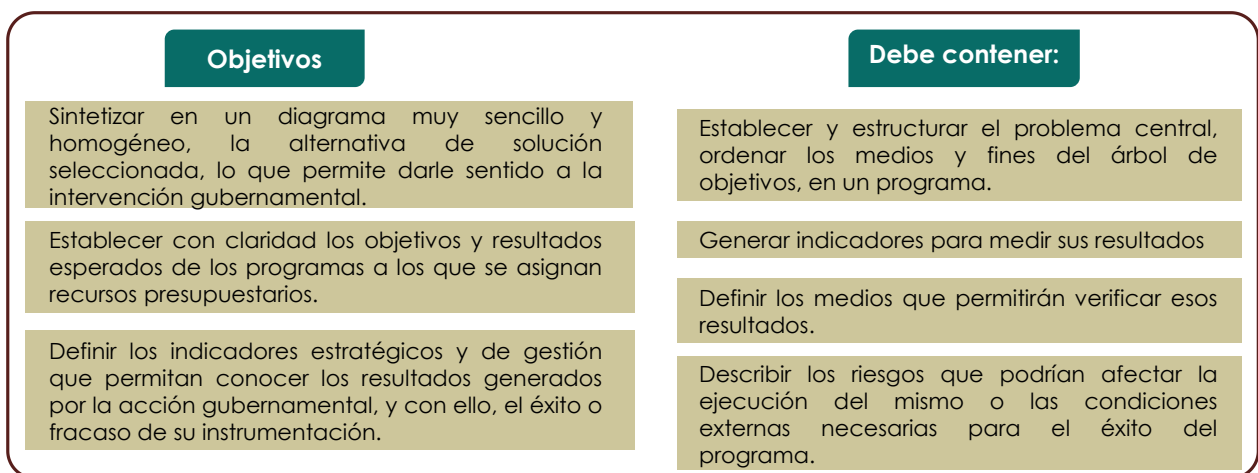 Objetivos
Sintetizar en un diagrama muy sencillo y
homogéneo, la alternativa de solución
seleccionada, lo que permite darle sentido a la
intervención gubernamental.
Establecer con claridad los objetivos y resultados
esperados de los programas a los que se asignan
recursos presupuestarios.
Definir los indicadores estratégicos y de gestión
que permitan conocer los resultados generados
por la acción gubernamental, y con ello, el éxito o
fracaso de su instrumentación.
Debe contener:
Establecer y estructurar el problema central,
ordenar los medios y fines del árbol de
objetivos, en un programa.
Generar indicadores para medir sus resultados
Definir los medios que permitirán verificar esos
resultados.
Describir los riesgos que podrían afectar la
ejecución del mismo o las condiciones
externas necesarias para el éxito del
programa.